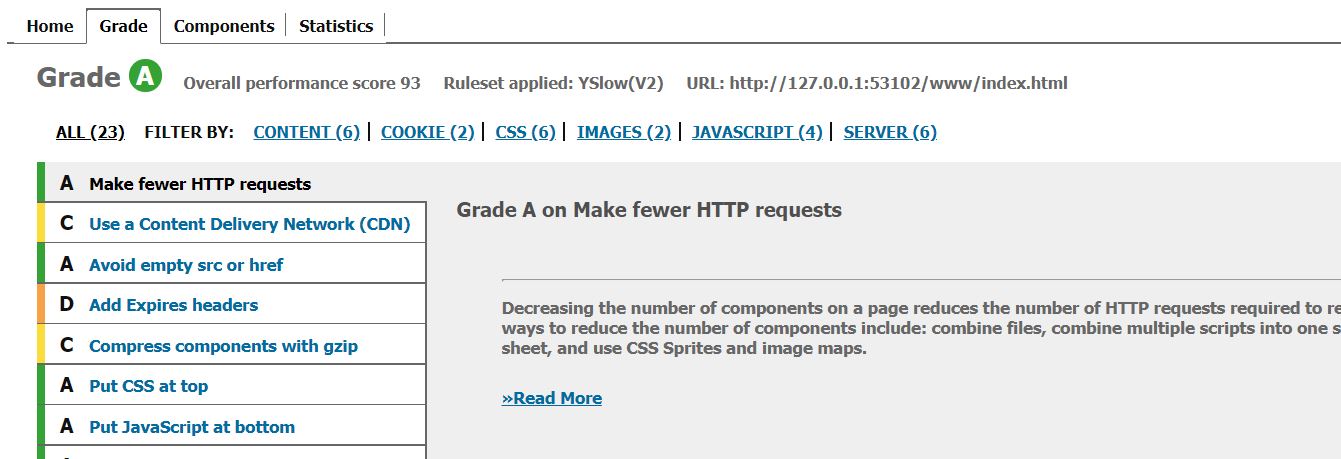 Home Grade Components Statistics
Grade A Overall performance score 93 Ruleset applied: YSlow(V2) URL: http://127.0.0.1:53102/www/index.html
ALL (23) FILTER BY: CONTENT (6) | COOKIE (2) | CSS (6) | IMAGES (2) | JAVASCRIPT (4) | SERVER (6)
A Make fewer HTTP requests
C Use a Content Delivery Network (CDN)
A Avoid empty src or href
D Add Expires headers
C Compress components with gzip
A Put CSS at top
A Put JavaScript at bottom
Grade A on Make fewer HTTP requests
Decreasing the number of components on a page reduces the number of HTTP requests required to re
ways to reduce the number of components include: combine files, combine multiple scripts into one s
sheet, and use CSS Sprites and image maps.
»Read More